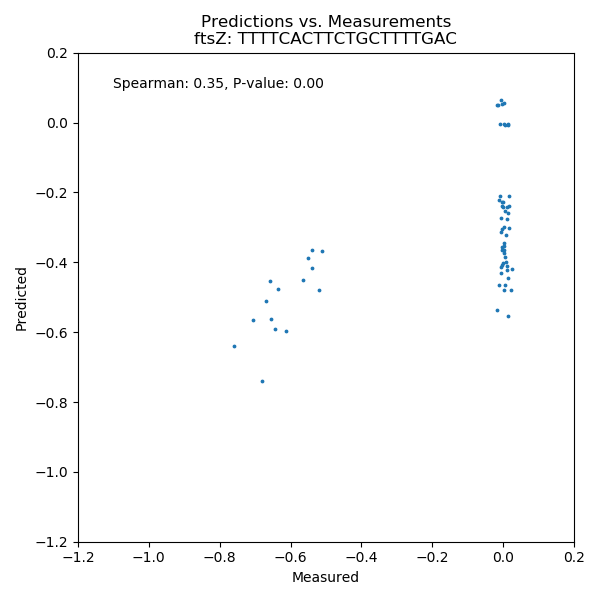 Predictions vs. Measurements
ftsZ: TTTTCACTTCTGCTTTTGAC
Spearman: 0.35, P-value: 0.00
0.2
0.0
−0.2
−0.4
−0.6
−0.8
−1.0
−1.2
Predicted
−1.2 −1.0 −0.8 −0.6 −0.4 −0.2 0.0 0.2
Measured